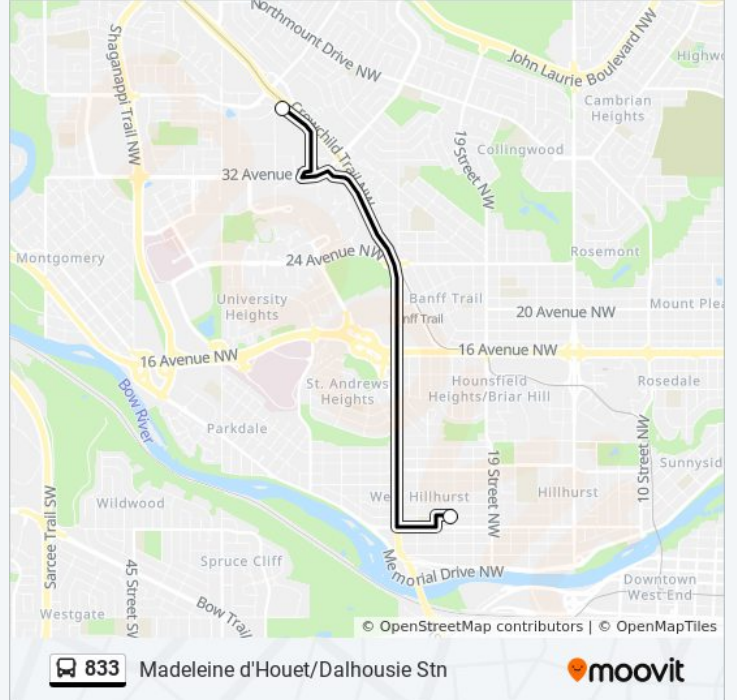 Northmount Drive NW
John Laurie Boulevard NW
Highwo
Shaganappi Trail NW
Cambrian
Heights
Crowchild Trail NW
19 Street NW
Collingwood
32 Avenue
Montgomery
24 Avenue NW
Rosemont
University
Heights
Banff Trail
20 Avenue NW
Mount Plea
nff Trail
16 Avenue NW
16 Avenue NW
St. Andrews
Heights
Hounsfield
Heights/Briar Hill
Rosedale
Bow River
Parkdale
10 Street NW
19 Street NW
Sunnysid
We Hillhurst
Hillhurst
Sarcee Trail SW
Wildwood
45 Street SW
Spruce Cliff
Memorial Drive NW
Downtown
West End
Westgate
Bow Trail
© OpenStreetMap contributors | © OpenMapTiles
833 Madeleine d'Houet/Dalhousie Stn
moovit